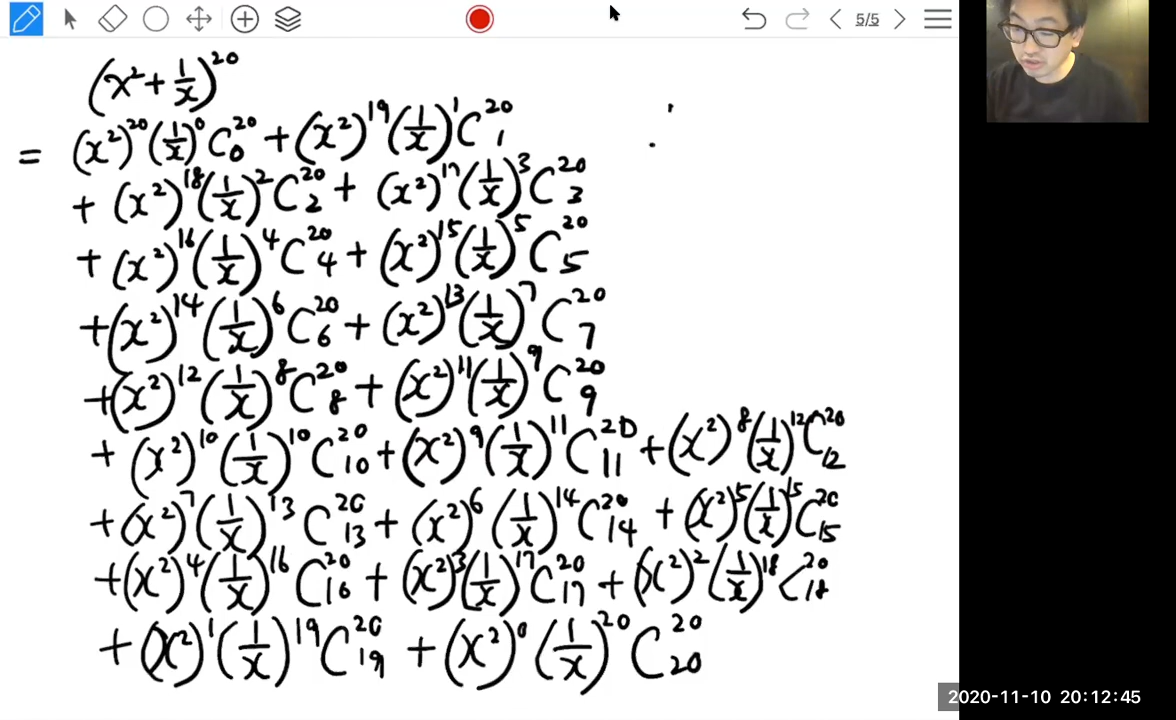 5/5
(x²+1/x)²⁰
= (x²)²⁰(1/x)⁰C₀²⁰+(x²)¹⁹(1/x)¹C₁²⁰
+(x²)¹⁸(1/x)²C₂²⁰+(x²)¹⁷(1/x)³C₃²⁰
+(x²)¹⁶(1/x)⁴C₄²⁰+(x²)¹⁵(1/x)⁵C₅²⁰
+(x²)¹⁴(1/x)⁶C₆²⁰+(x²)¹³(1/x)⁷C₇²⁰
+(x²)¹²(1/x)⁸C₈²⁰+(x²)¹¹(1/x)⁹C₉²⁰
+(x²)¹⁰(1/x)¹⁰C₁₀²⁰+(x²)⁹(1/x)¹¹C₁₁²⁰+(x²)⁸(1/x)¹²C₁₂²⁰
+(x²)⁷(1/x)¹³C₁₃²⁰+(x²)⁶(1/x)¹⁴C₁₄²⁰+(x²)⁵(1/x)¹⁵C₁₅²⁰
+(x²)⁴(1/x)¹⁶C₁₆²⁰+(x²)³(1/x)¹⁷C₁₇²⁰+(x²)²(1/x)¹⁸C₁₈²⁰
+(x²)¹(1/x)¹⁹C₁₉²⁰+(x²)⁰(1/x)²⁰C₂₀²⁰
2020-11-10 20:12:45